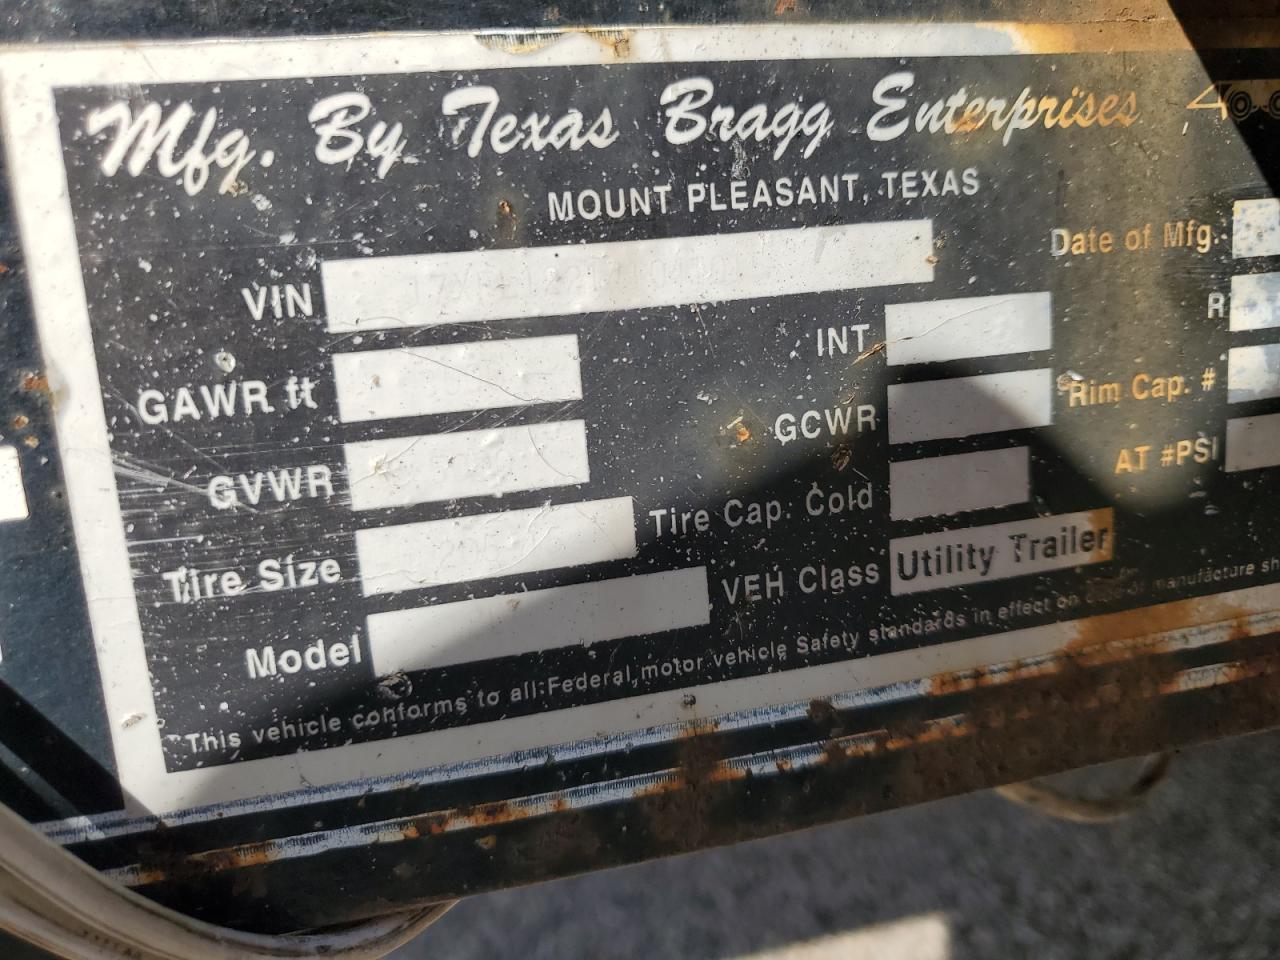 Mfg. By Texas Bragg Enterprises
MOUNT PLEASANT, TEXAS
Date of Mfg.
VIN
INT
R
GAWR ft
GCWR
Rim Cap. #
GVWR
Tire Cap. Cold
AT #PSI
Tire Size
VEH Class Utility Trailer
Model
This vehicle conforms to all Federal motor vehicle Safety standards in effect on date of manufacture